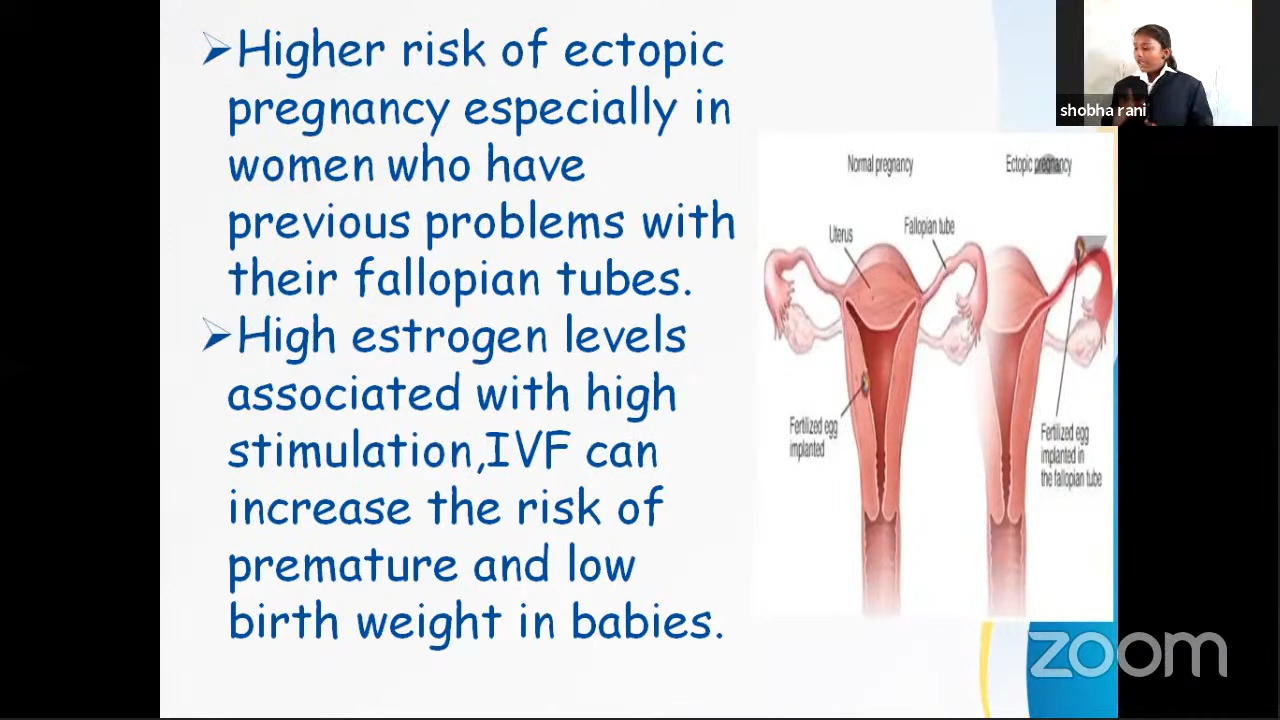 ➢Higher risk of ectopic
pregnancy especially in
women who have
previous problems with
their fallopian tubes.
➢High estrogen levels
associated with high
stimulation,IVF can
increase the risk of
premature and low
birth weight in babies.
Normal pregnancy
Ectopic pregnancy
Uterus
Fallopian tube
Fertilized egg
implanted
Fertilized egg
implanted in
the fallopian tube
shobha rani
zoom